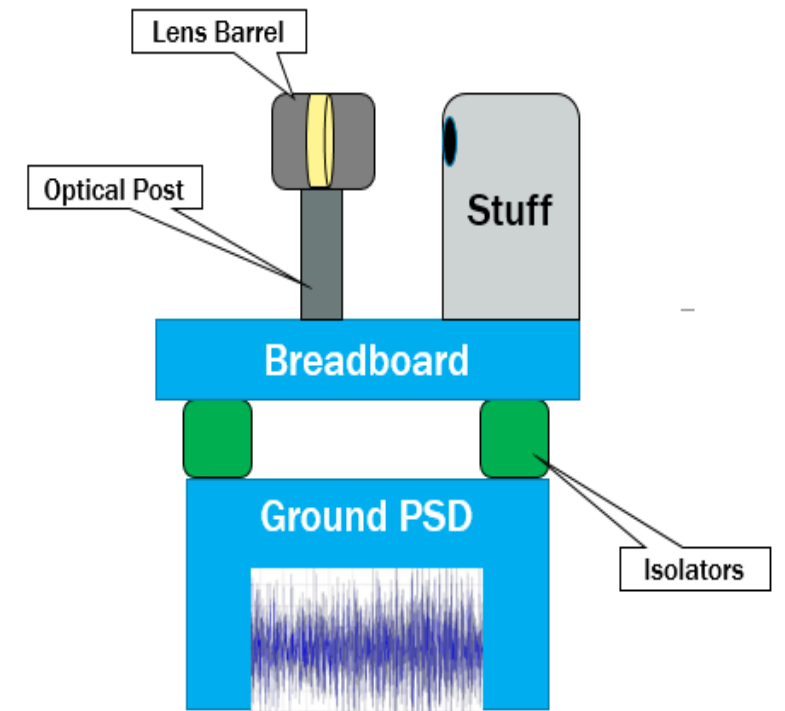 Lens Barrel
Optical Post
Stuff
Breadboard
Ground PSD
Isolators